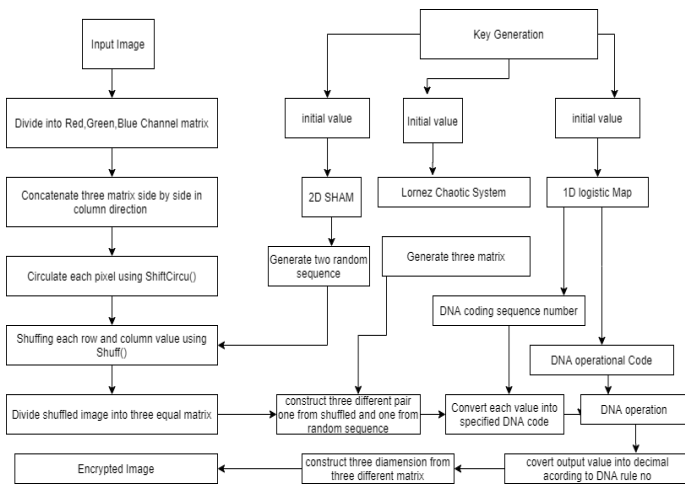 Input Image
Key Generation
Divide into Red,Green,Blue Channel matrix
initial value
Initial value
initial value
Concatenate three matrix side by side in
column direction
2D SHAM
Lornez Chaotic System
1D logistic Map
Circulate each pixel using ShiftCircu()
Generate two random
sequence
Generate three matrix
DNA coding sequence number
Shuffing each row and column value using
Shuff()
DNA operational Code
Divide shuffled image into three equal matrix
construct three different pair
one from shuffled and one from
random sequence
Convert each value into
specified DNA code
DNA operation
Encrypted Image
construct three diamension from
three different matrix
covert output value into decimal
acording to DNA rule no